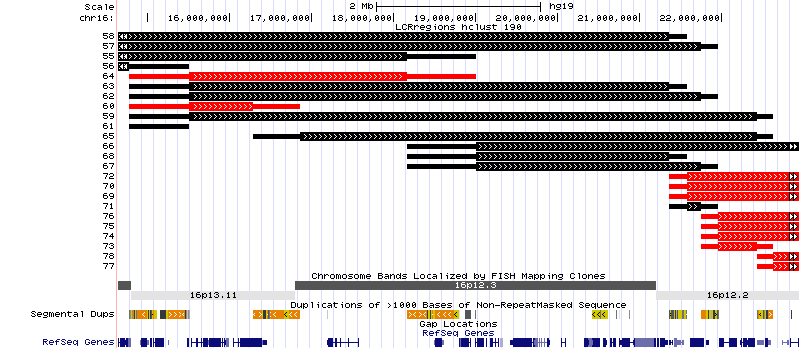 Scale 2 Mb hg19
chr16: 16,000,000 17,000,000 18,000,000 19,000,000 20,000,000 21,000,000 22,000,000
LCRregions hclust 190
58
57
55
56
64
63
62
60
59
61
65
66
68
67
72
70
69
71
76
75
74
73
78
77
Chromosome Bands Localized by FISH Mapping Clones
16p12.3
16p13.11 16p12.2
Duplications of >1000 Bases of Non-RepeatMasked Sequence
Segmental Dups
Gap Locations
RefSeq Genes
RefSeq Genes